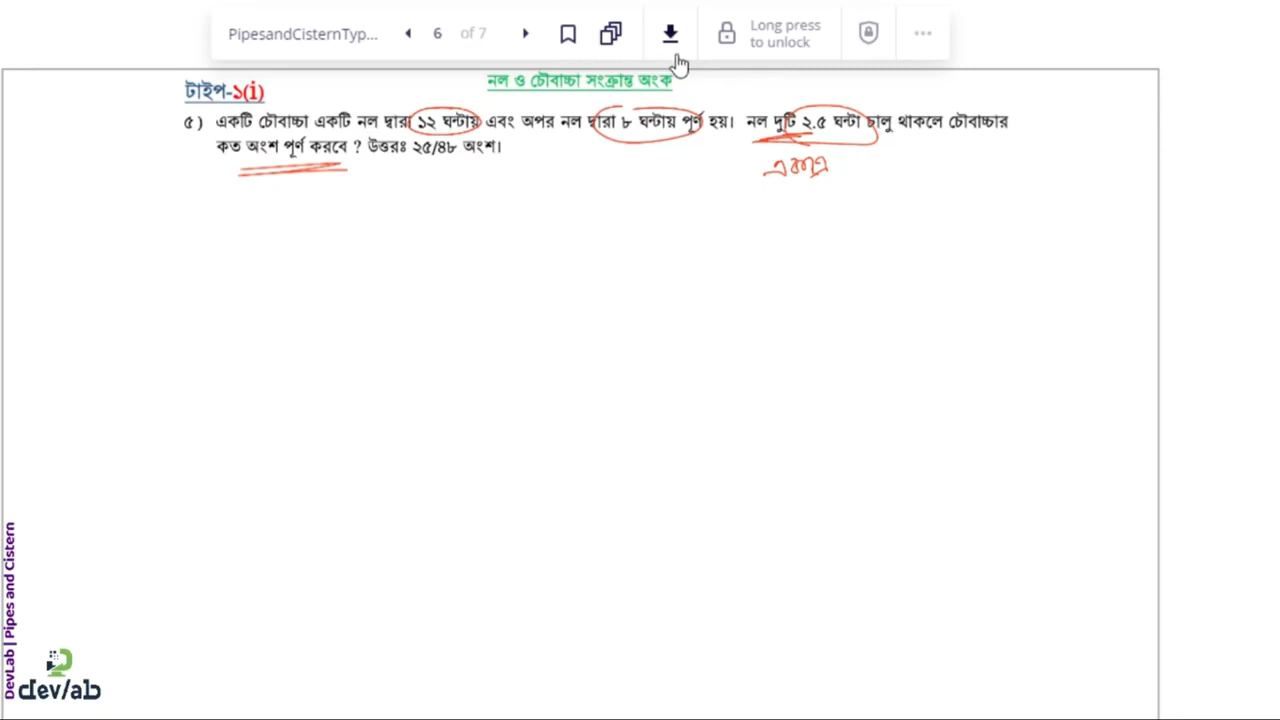 PipesandCisternTyp... 6 of 7 Long press to unlock
নল ও চৌবাচ্চা সংক্রান্ত অংক
টাইপ-১(i)
৫) একটি চৌবাচ্চা একটি নল দ্বারা ১২ ঘন্টায় এবং অপর নল দ্বারা ৮ ঘন্টায় পূর্ণ হয়। নল দুটি ২.৫ ঘন্টা চালু থাকলে চৌবাচ্চার
কত অংশ পূর্ণ করবে ? উত্তরঃ ২৫/৪৮ অংশ।
একত্রে
DevLab | Pipes and Cistern
dev/ab